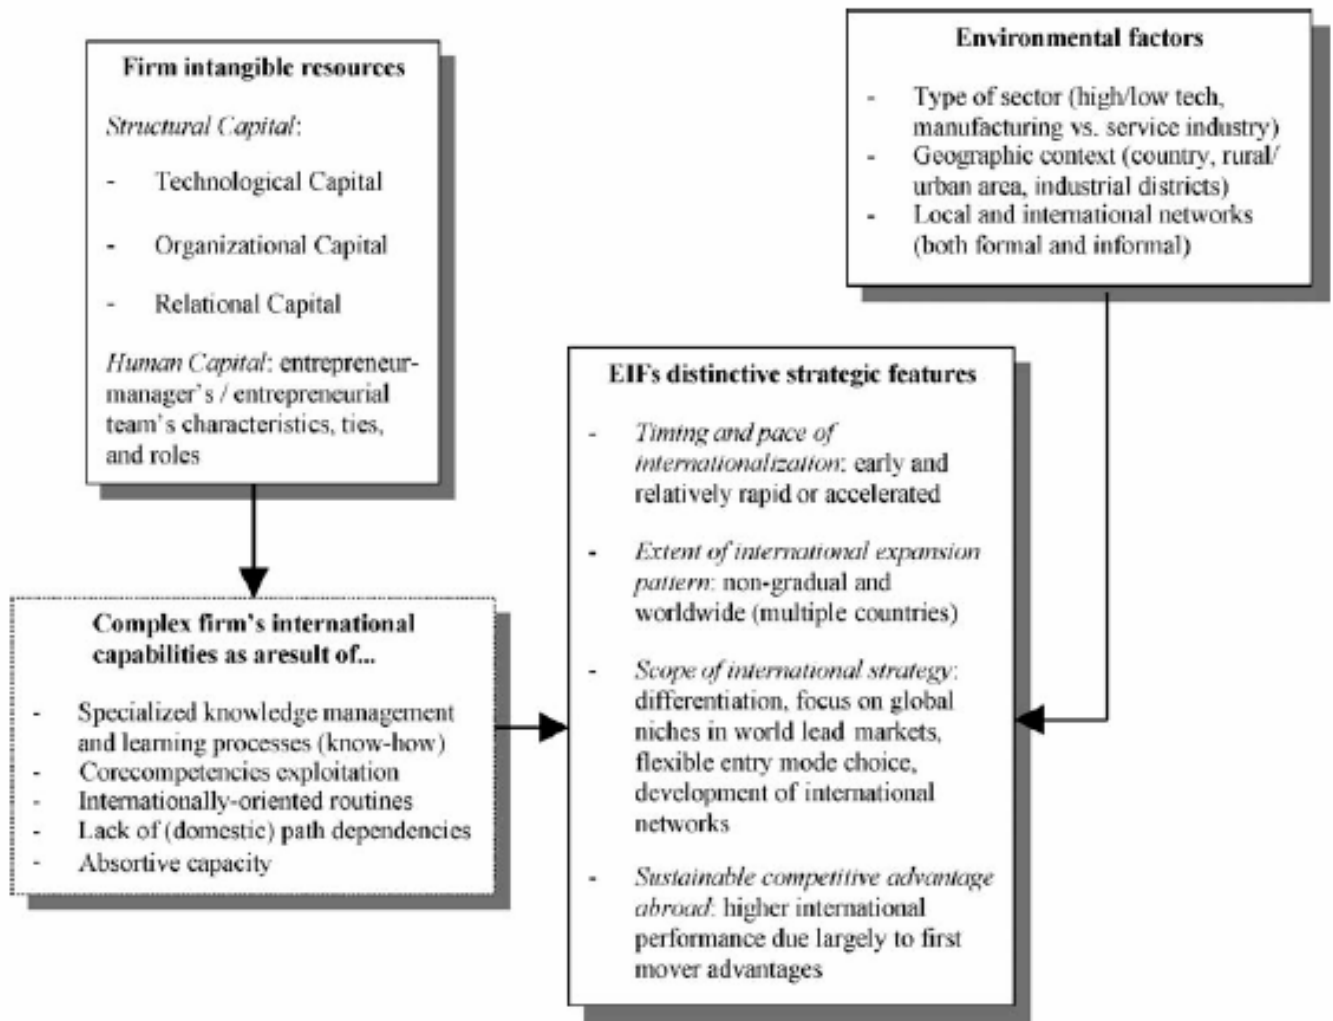 Firm intangible resources
Structural Capital:
- Technological Capital
- Organizational Capital
- Relational Capital
Human Capital: entrepreneur-
manager's / entrepreneurial
team's characteristics, ties,
and roles
Environmental factors
- Type of sector (high/low tech,
manufacturing vs. service industry)
- Geographic context (country, rural/
urban area, industrial districts)
- Local and international networks
(both formal and informal)
Complex firm's international
capabilities as aresult of...
- Specialized knowledge management
and learning processes (know-how)
- Corecompetencies exploitation
- Internationally-oriented routines
- Lack of (domestic) path dependencies
- Absortive capacity
EIFs distinctive strategic features
- Timing and pace of
internationalization: early and
relatively rapid or accelerated
- Extent of international expansion
pattern: non-gradual and
worldwide (multiple countries)
- Scope of international strategy:
differentiation, focus on global
niches in world lead markets,
flexible entry mode choice,
development of international
networks
- Sustainable competitive advantage
abroad: higher international
performance due largely to first
mover advantages